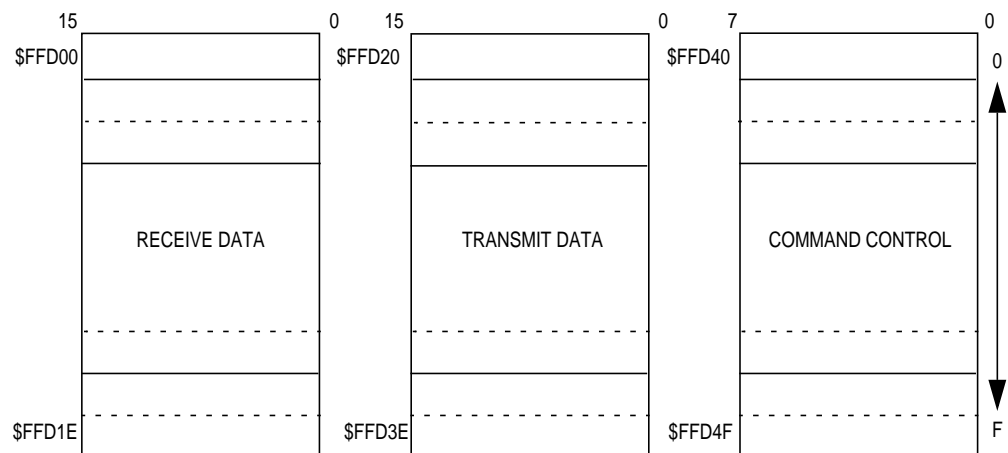 15 0 15 0 7 0
$FFD00 $FFD20 $FFD40 0
RECEIVE DATA TRANSMIT DATA COMMAND CONTROL
$FFD1E $FFD3E $FFD4F F